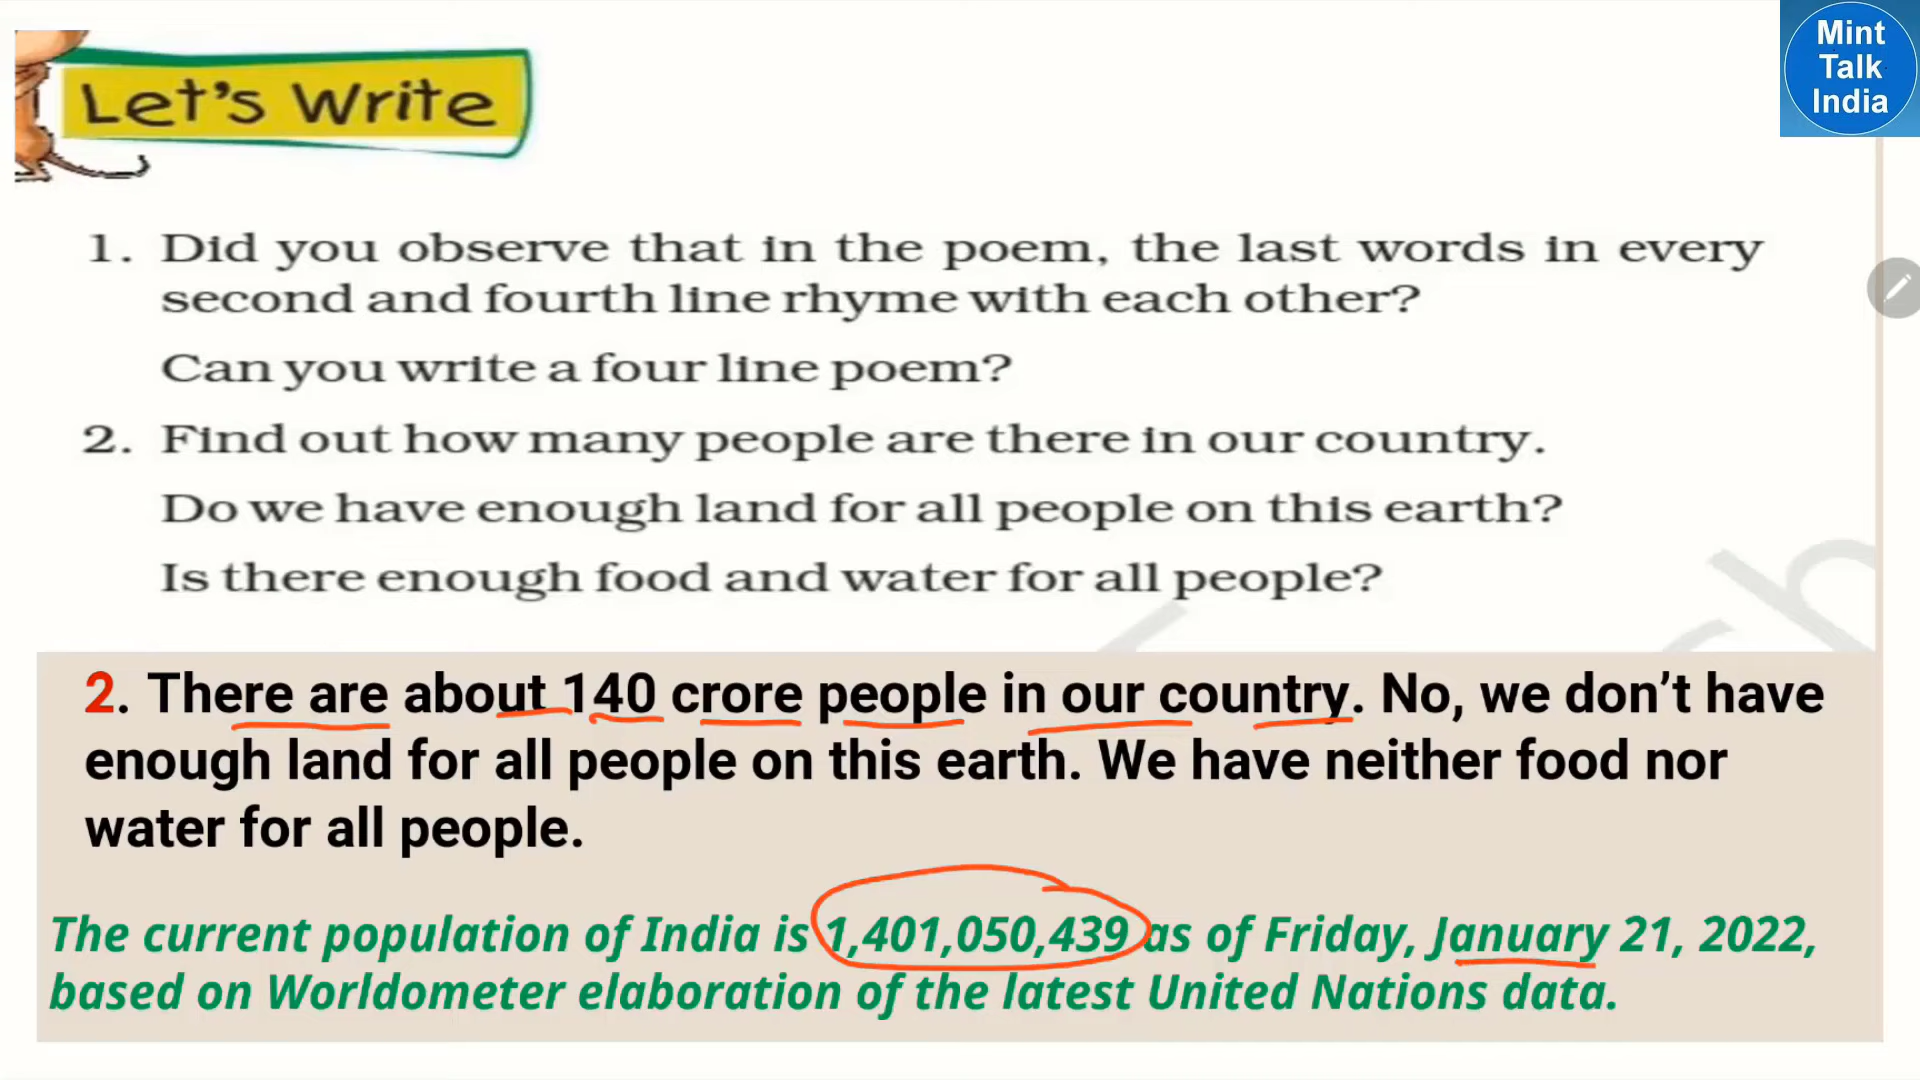 Mint
Talk
India
Let's Write
1. Did you observe that in the poem, the last words in every
second and fourth line rhyme with each other?
Can you write a four line poem?
2. Find out how many people are there in our country.
Do we have enough land for all people on this earth?
Is there enough food and water for all people?
2. There are about 140 crore people in our country. No, we don’t have
enough land for all people on this earth. We have neither food nor
water for all people.
The current population of India is 1,401,050,439 as of Friday, January 21, 2022,
based on Worldometer elaboration of the latest United Nations data.